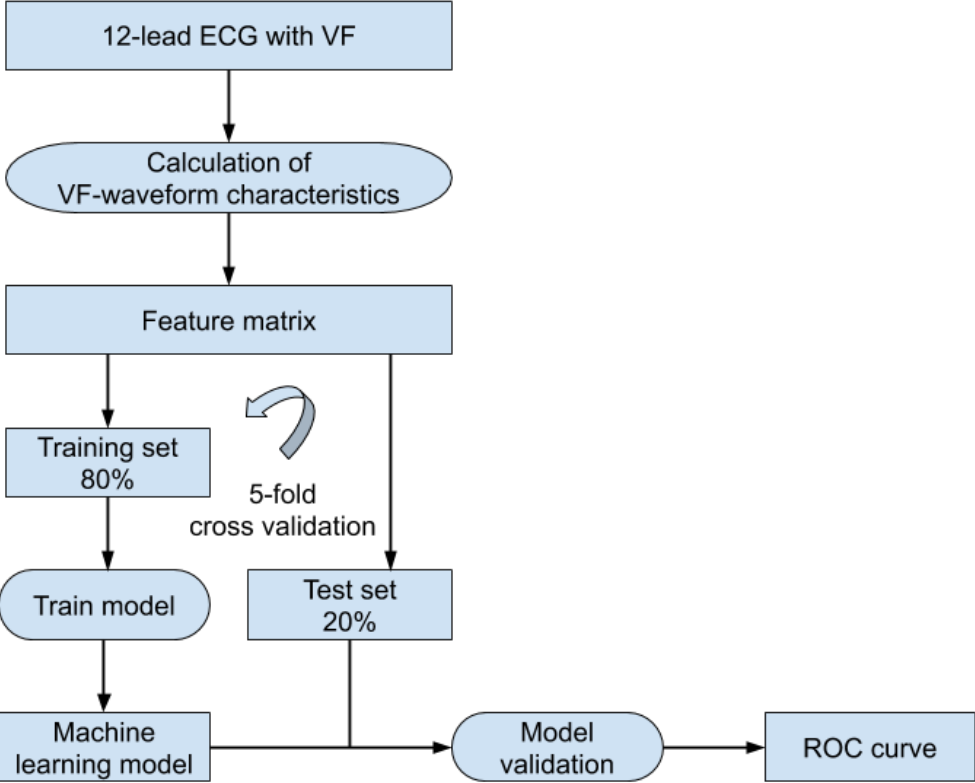 12-lead ECG with VF
Calculation of
VF-waveform characteristics
Feature matrix
Training set
80%
5-fold
cross validation
Train model
Test set
20%
Machine
learning model
Model
validation
ROC curve